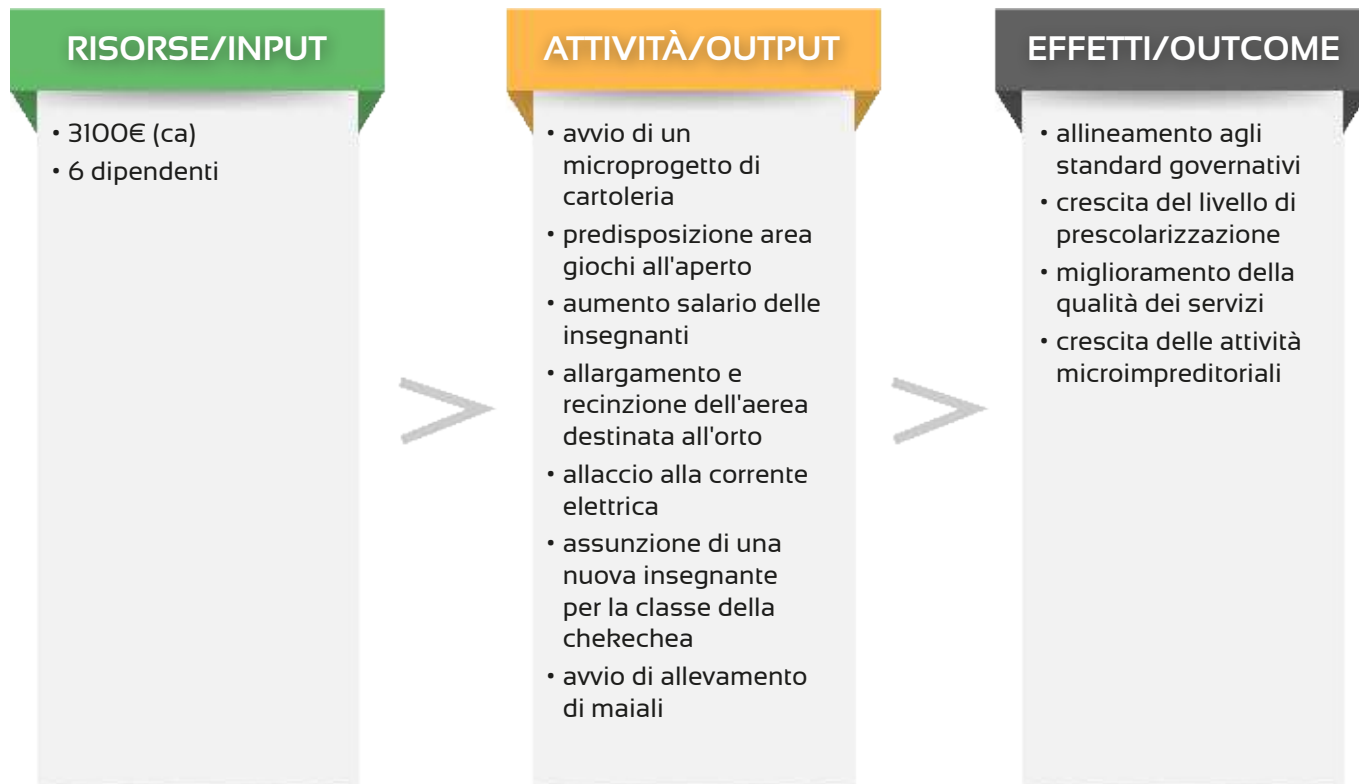 RISORSE/INPUT
• 3100€ (ca)
• 6 dipendenti
>
ATTIVITÀ/OUTPUT
• avvio di un
microprogetto di
cartoleria
• predisposizione area
giochi all'aperto
• aumento salario delle
insegnanti
• allargamento e
recinzione dell'aerea
destinata all'orto
• allaccio alla corrente
elettrica
• assunzione di una
nuova insegnante
per la classe della
chekechea
• avvio di allevamento
di maiali
>
EFFETTI/OUTCOME
• allineamento agli
standard governativi
• crescita del livello di
prescolarizzazione
• miglioramento della
qualità dei servizi
• crescita delle attività
microimpreditoriali